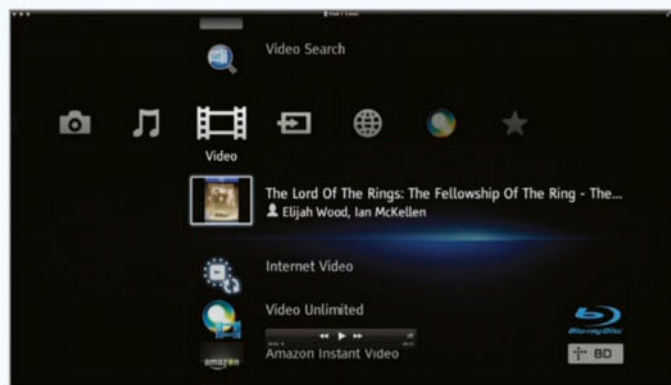 Video Search
Video
The Lord Of The Rings: The Fellowship Of The Ring - The...
Elijah Wood, Ian McKellen
Internet Video
Video Unlimited
Blu-ray Disc
BD
amazon
Amazon Instant Video